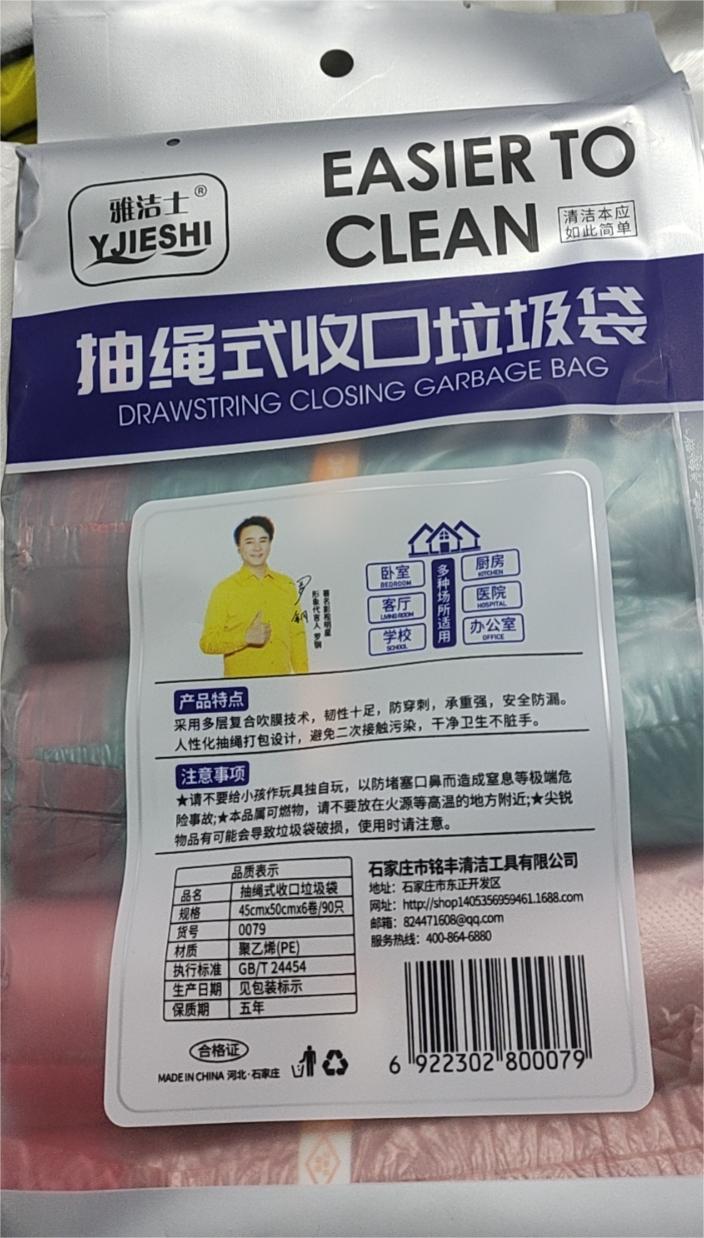 雅洁士®
YJIESHI
EASIER TO
CLEAN
清洁本应
如此简单
抽绳式收口垃圾袋
DRAWSTRING CLOSING GARBAGE BAG
著名影视明星
形象代言人 罗钢
多种场所适用
卧室
BEDROOM
厨房
KITCHEN
客厅
LIVING ROOM
医院
HOSPITAL
学校
SCHOOL
办公室
OFFICE
产品特点
采用多层复合吹膜技术，韧性十足，防穿刺，承重强，安全防漏。
人性化抽绳打包设计，避免二次接触污染，干净卫生不脏手。
注意事项
★请不要给小孩作玩具独自玩，以防堵塞口鼻而造成窒息等极端危
险事故;★本品属可燃物，请不要放在火源等高温的地方附近;★尖锐
物品有可能会导致垃圾袋破损，使用时请注意。
品质表示
品名 抽绳式收口垃圾袋
规格 45cmx50cmx6卷/90只
货号 0079
材质 聚乙烯(PE)
执行标准 GB/T 24454
生产日期 见包装标示
保质期 五年
石家庄市铭丰清洁工具有限公司
地址：石家庄市东正开发区
网址：http://shop1405356959461.1688.com
邮箱：824471608@qq.com
服务热线：400-864-6880
合格证
MADE IN CHINA 河北·石家庄
6 922302 800079